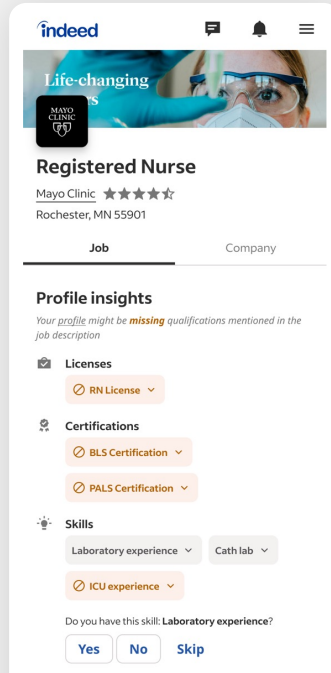 indeed
Life-changing
MAYO
CLINIC
Registered Nurse
Mayo Clinic
Rochester, MN 55901
Job Company
Profile insights
Your profile might be missing qualifications mentioned in the
job description
Licenses
RN License
Certifications
BLS Certification
PALS Certification
Skills
Laboratory experience Cath lab
ICU experience
Do you have this skill: Laboratory experience?
Yes No Skip